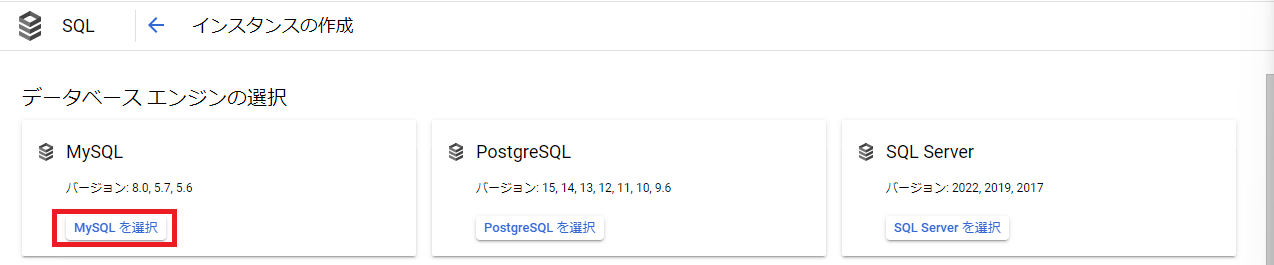 SQL
インスタンスの作成
データベース エンジンの選択
MySQL
バージョン: 8.0, 5.7, 5.6
MySQL を選択
PostgreSQL
バージョン: 15, 14, 13, 12, 11, 10, 9.6
PostgreSQL を選択
SQL Server
バージョン: 2022, 2019, 2017
SQL Server を選択